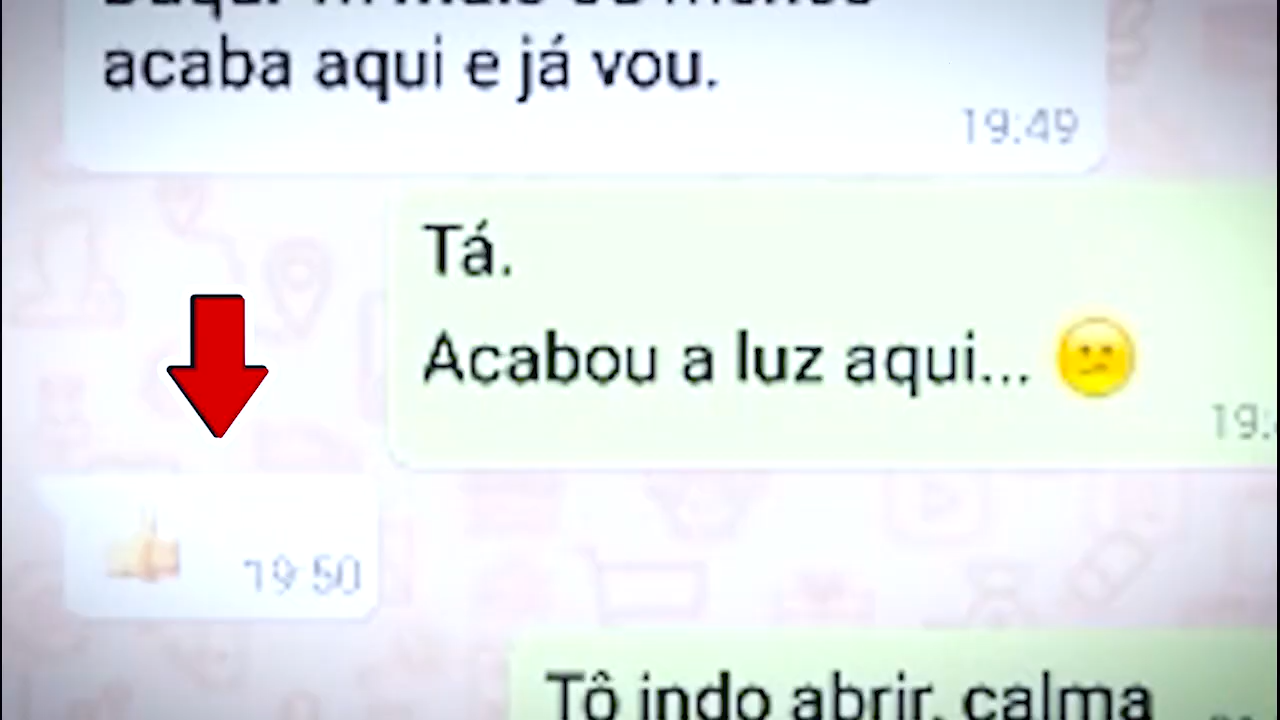 acaba aqui e já vou.
19:49
Tá.
Acabou a luz aqui...
19:50
Tô indo abrir, calma